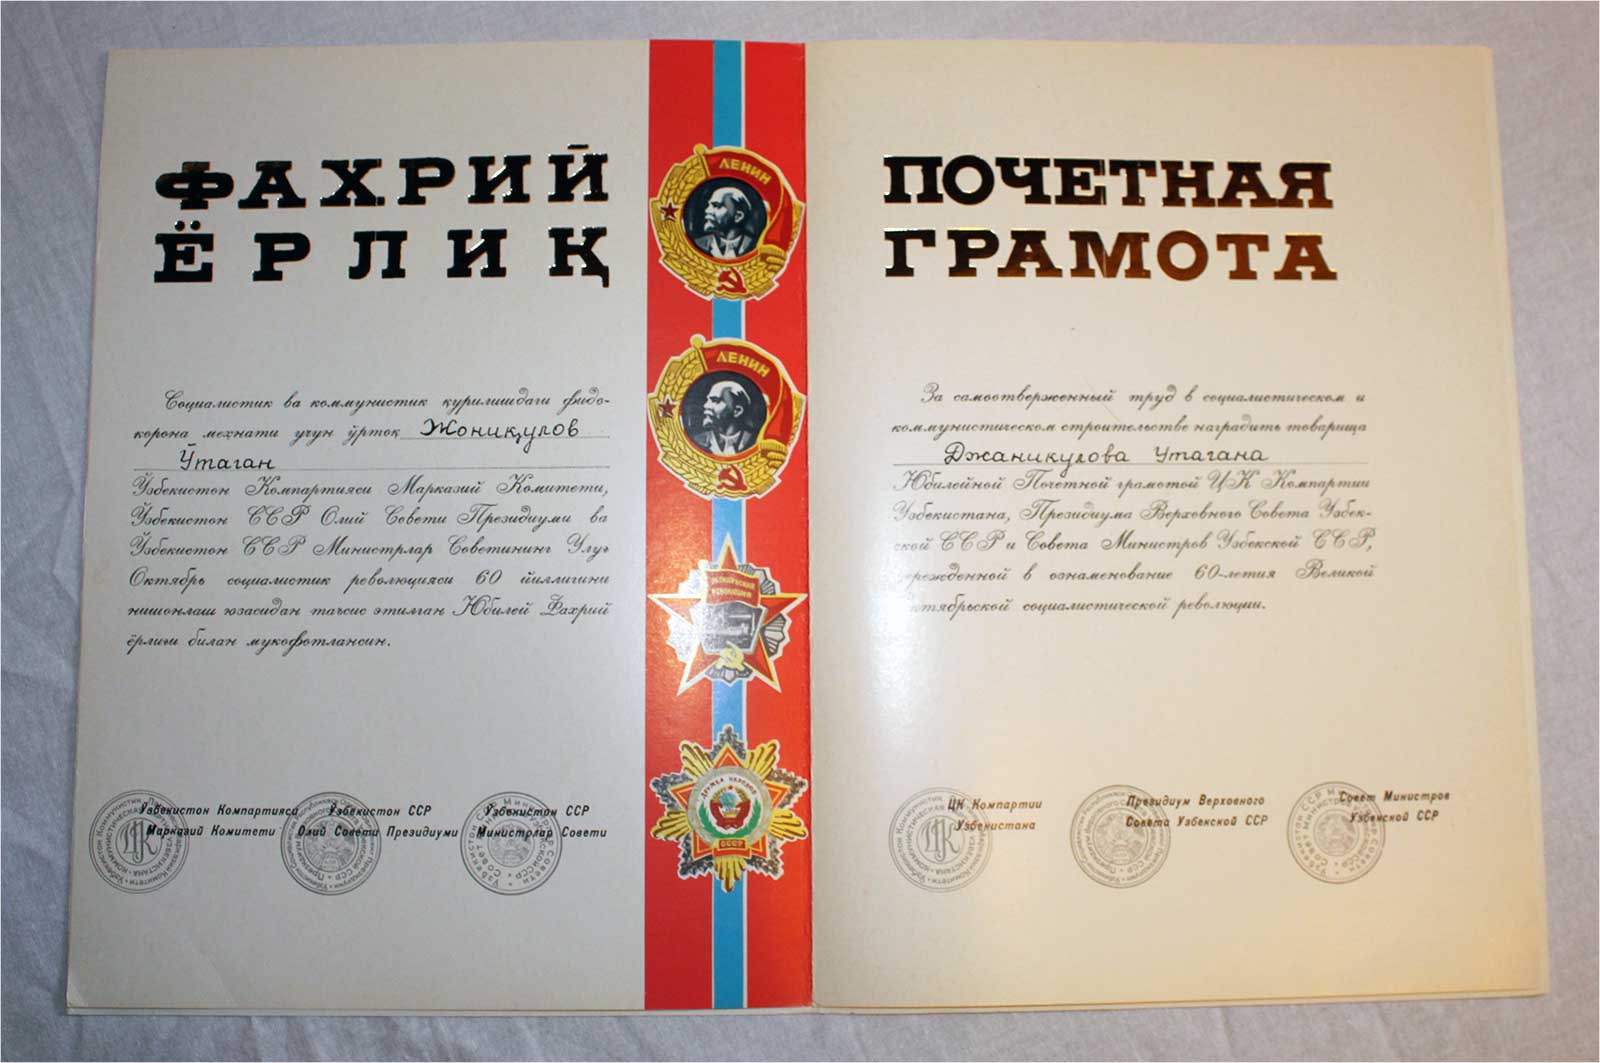 ФАХРИЙ
ЁРЛИҚ
Социалистик ва коммунистик қурилишдаги фидо-
корона меҳнати учун ўртоқ Жониқулов
Ўтаган
Ўзбекистон Компартияси Марказий Комитети,
Ўзбекистон ССР Олий Совети Президиуми ва
Ўзбекистон ССР Министрлар Советининг Улуғ
Октябрь социалистик революцияси 60 йиллигини
нишонлаш юзасидан таъсис этилган Юбилей Фахрий
ёрлиғи билан мукофотлансин.
Ўзбекистон Компартияси
Марказий Комитети
Ўзбекистон ССР
Олий Совети Президиуми
Ўзбекистон ССР
Министрлар Совети
ЛЕНИН
ЛЕНИН
ОКТЯБРЬСКАЯ
РЕВОЛЮЦИЯ
ДРУЖБА НАРОДОВ
СССР
ПОЧЕТНАЯ
ГРАМОТА
За самоотверженный труд в социалистическом и
коммунистическом строительстве наградить товарища
Джаникулова Утагана
Юбилейной Почетной грамотой ЦК Компартии
Узбекистана, Президиума Верховного Совета Узбек-
ской ССР и Совета Министров Узбекской ССР,
учрежденной в ознаменование 60-летия Великой
Октябрьской социалистической революции.
ЦК Компартии
Узбекистана
Президиум Верховного
Совета Узбекской ССР
Совет Министров
Узбекской ССР